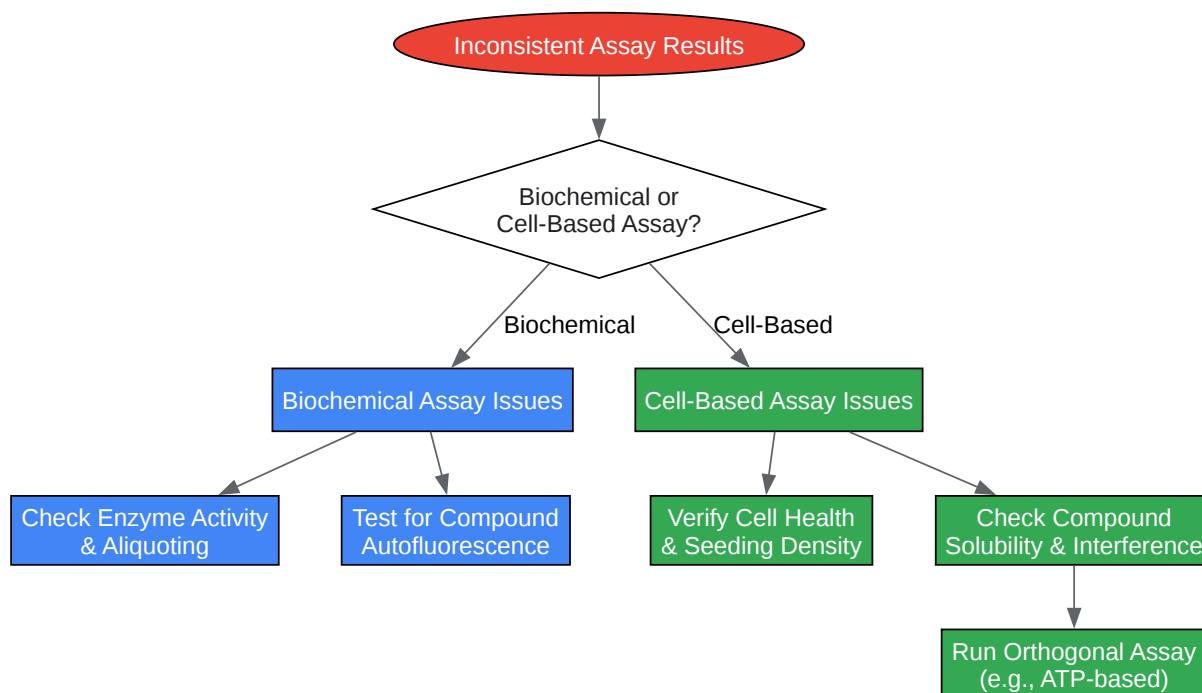 Inconsistent Assay Results
Biochemical or
Cell-Based Assay?
Biochemical
Cell-Based
Biochemical Assay Issues
Cell-Based Assay Issues
Check Enzyme Activity
& Aliquoting
Test for Compound
Autofluorescence
Verify Cell Health
& Seeding Density
Check Compound
Solubility & Interference
Run Orthogonal Assay
(e.g., ATP-based)